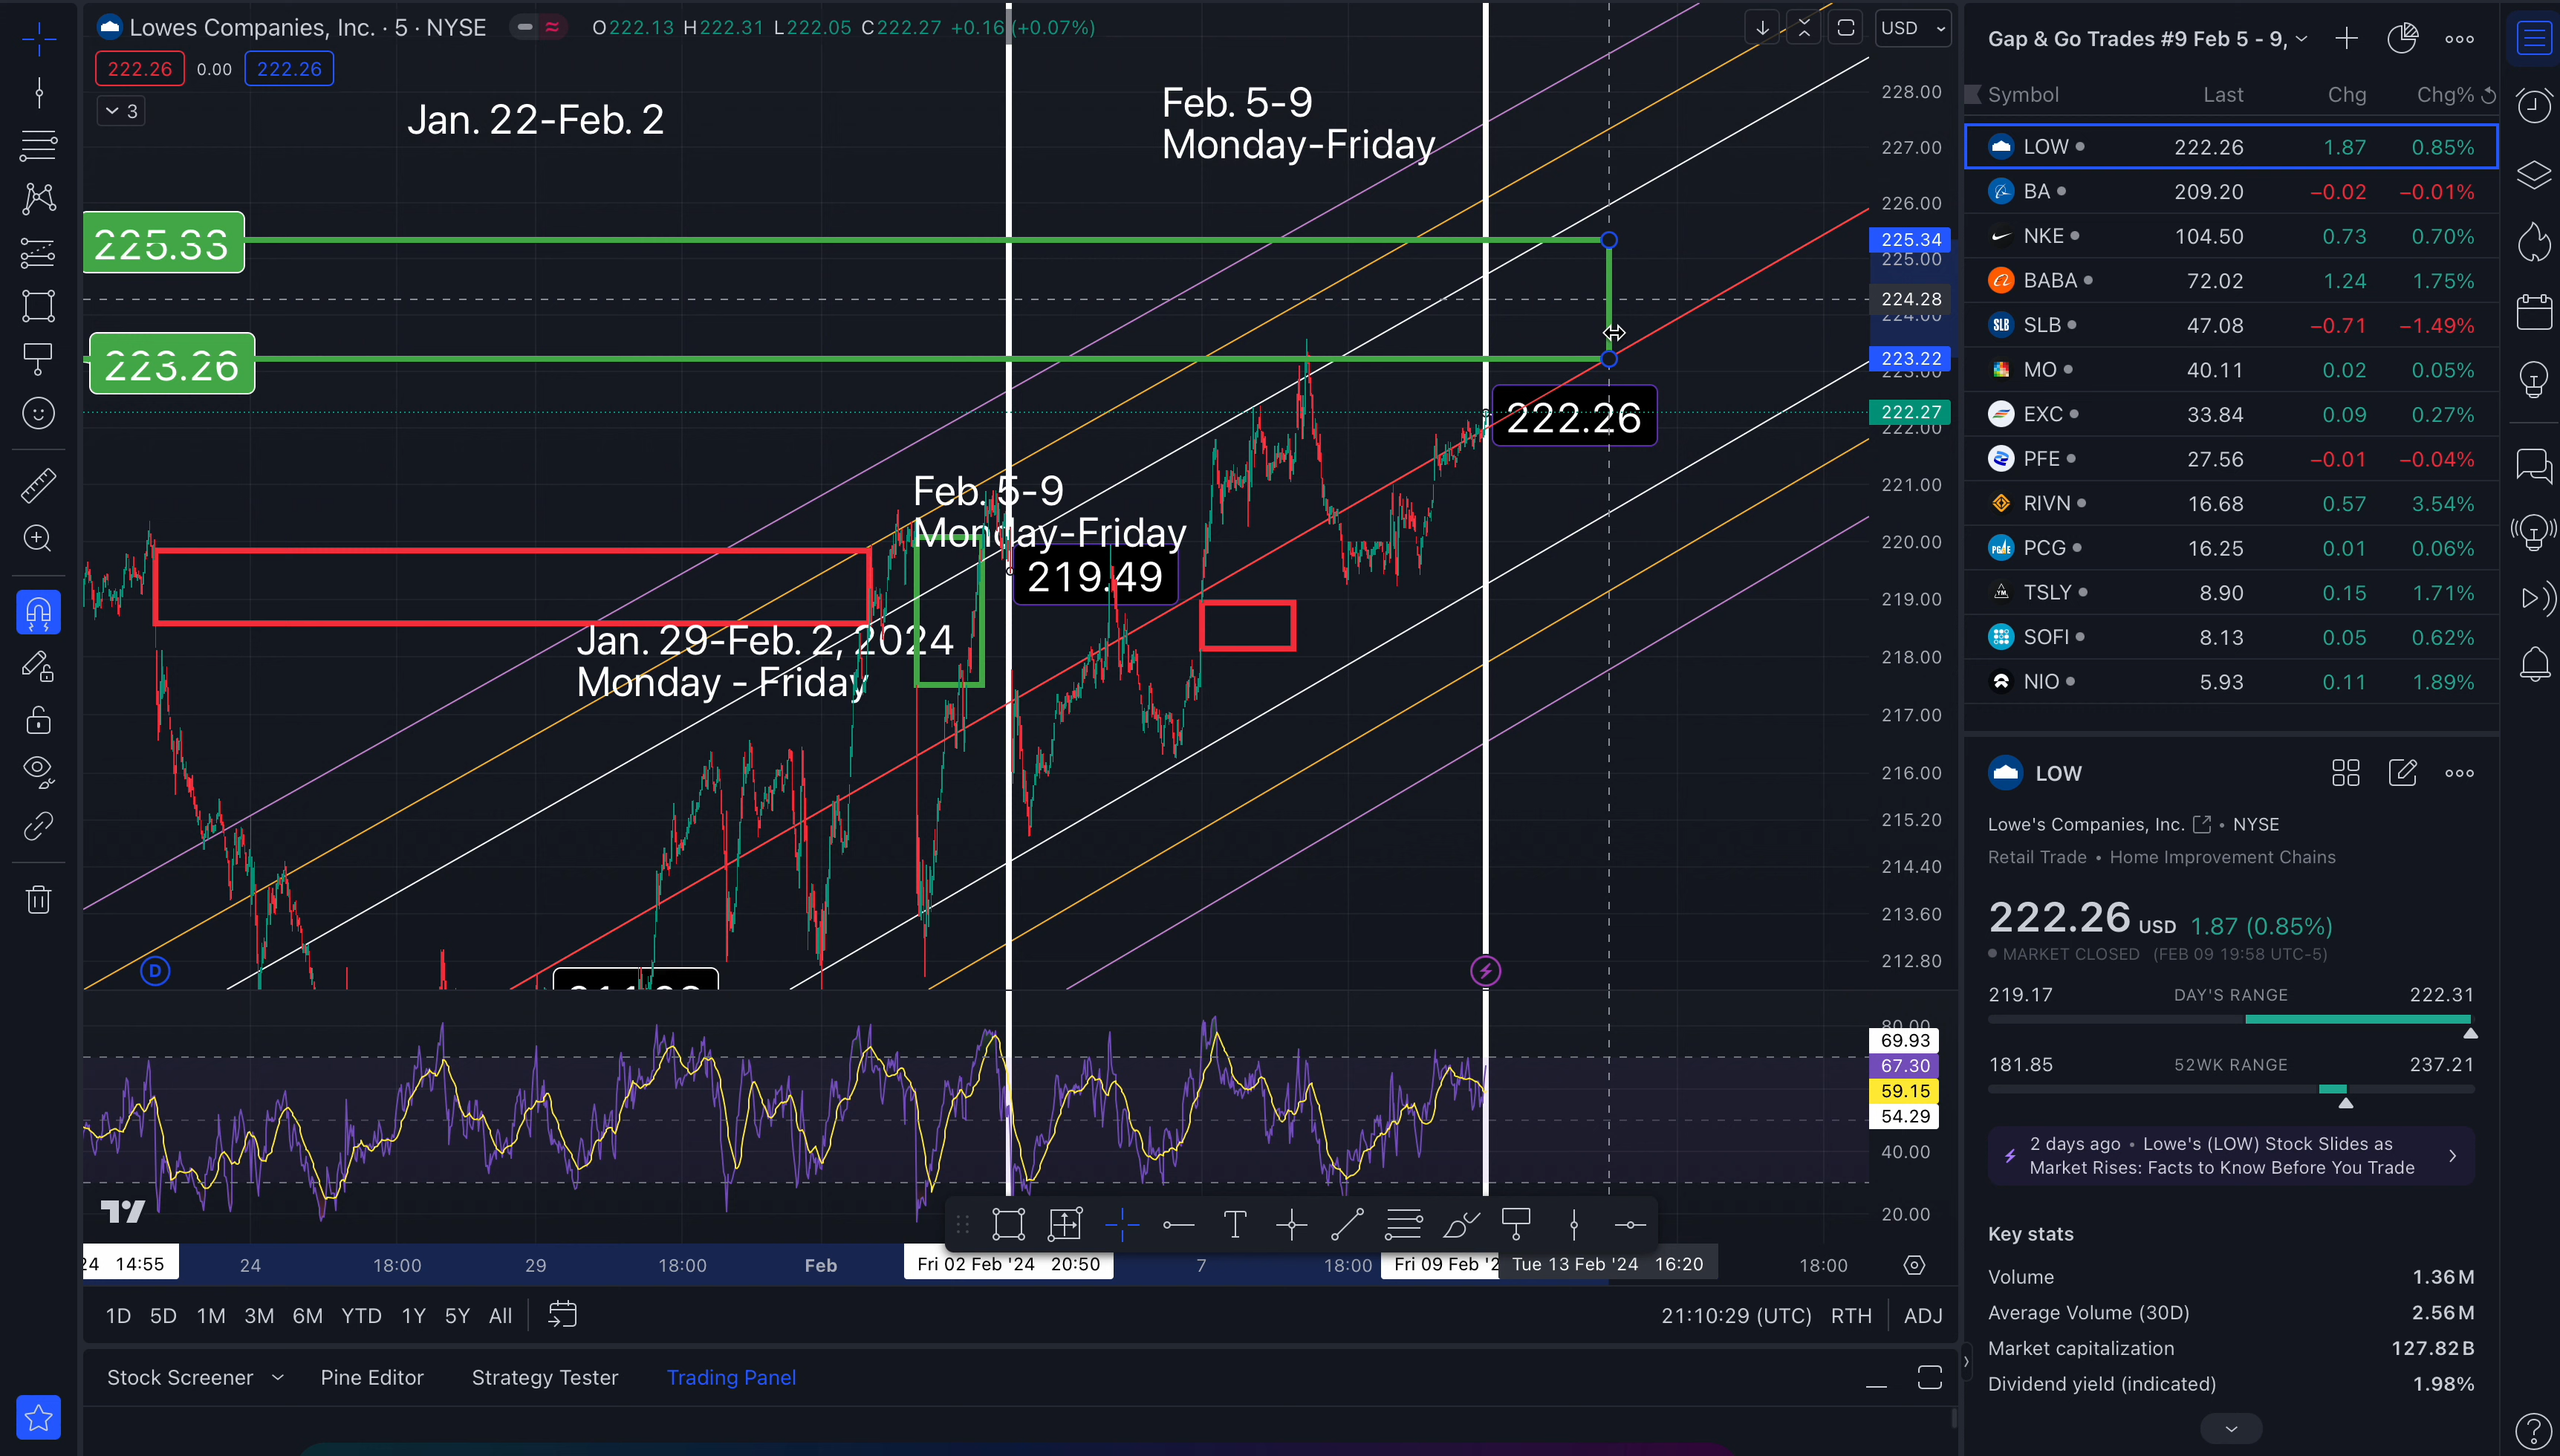 Lowes Companies, Inc. · 5 · NYSE
O222.13 H222.31 L222.05 C222.27 +0.16 (+0.07%)
USD
222.26 0.00 222.26
3
Jan. 22-Feb. 2
Feb. 5-9
Monday-Friday
225.33
223.26
222.26
Feb. 5-9
Monday-Friday
219.49
Jan. 29-Feb. 2, 2024
Monday - Friday
228.00
227.00
226.00
225.34
225.00
224.28
224.00
223.22
223.00
222.27
222.00
221.00
220.00
219.00
218.00
217.00
216.00
215.20
214.40
213.60
212.80
D
80.00
69.93
67.30
59.15
54.29
40.00
20.00
14:55
24
18:00
29
18:00
Feb
Fri 02 Feb '24 20:50
7
18:00
Fri 09 Feb '2
Tue 13 Feb '24 16:20
18:00
1D 5D 1M 3M 6M YTD 1Y 5Y All
21:10:29 (UTC) RTH ADJ
Stock Screener Pine Editor Strategy Tester Trading Panel
Gap & Go Trades #9 Feb 5 - 9,
Symbol Last Chg Chg%
LOW 222.26 1.87 0.85%
BA 209.20 −0.02 −0.01%
NKE 104.50 0.73 0.70%
BABA 72.02 1.24 1.75%
SLB SLB 47.08 −0.71 −1.49%
MO 40.11 0.02 0.05%
EXC 33.84 0.09 0.27%
PFE 27.56 −0.01 −0.04%
RIVN 16.68 0.57 3.54%
PG&E PCG 16.25 0.01 0.06%
YM TSLY 8.90 0.15 1.71%
SOFI 8.13 0.05 0.62%
NIO 5.93 0.11 1.89%
LOW
Lowe's Companies, Inc. • NYSE
Retail Trade • Home Improvement Chains
222.26 USD 1.87 (0.85%)
MARKET CLOSED (FEB 09 19:58 UTC-5)
219.17 DAY'S RANGE 222.31
181.85 52WK RANGE 237.21
2 days ago • Lowe's (LOW) Stock Slides as
Market Rises: Facts to Know Before You Trade
Key stats
Volume 1.36M
Average Volume (30D) 2.56M
Market capitalization 127.82B
Dividend yield (indicated) 1.98%